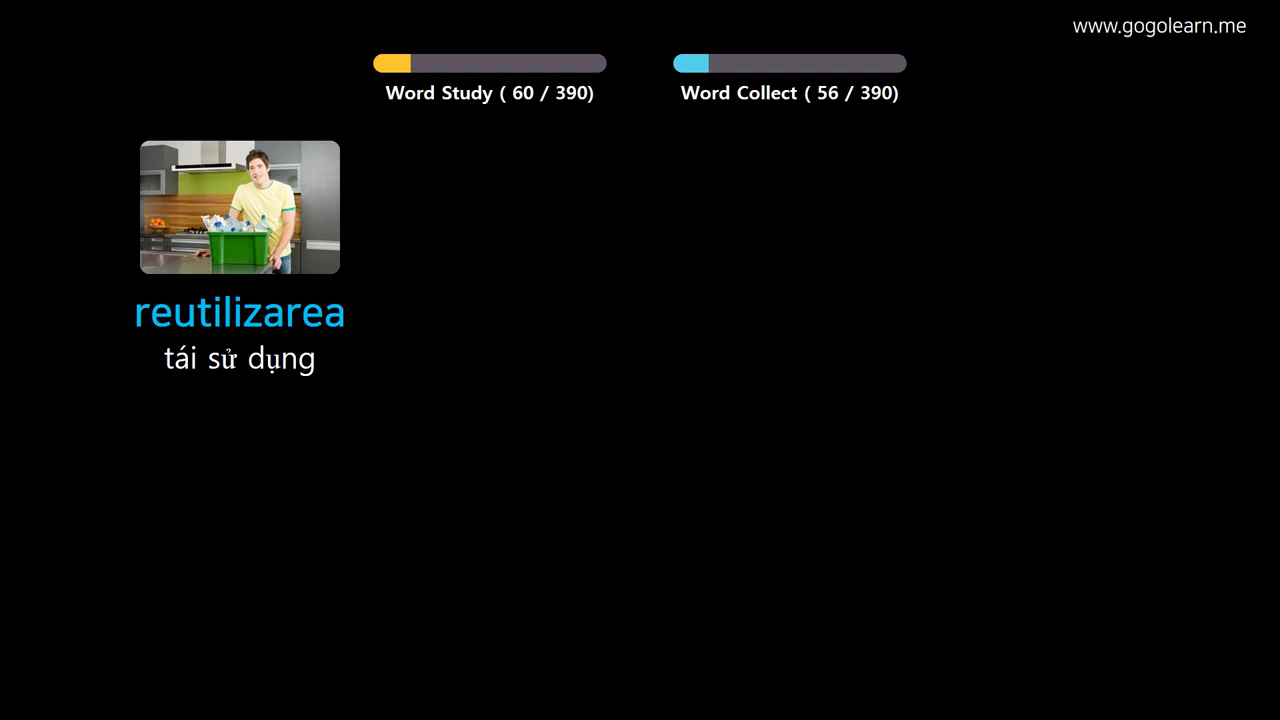 www.gogolearn.me
Word Study ( 60 / 390)
Word Collect ( 56 / 390)
reutilizarea
tái sử dụng